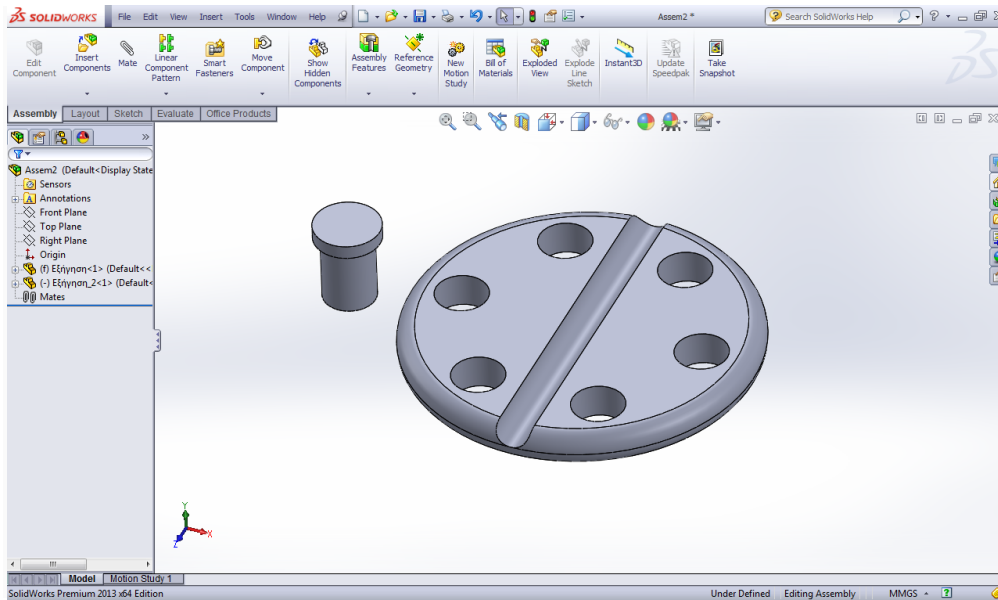 SOLIDWORKS File Edit View Insert Tools Window Help Assem2 * Search SolidWorks Help
Edit Component
Insert Components
Mate
Linear Component Pattern
Smart Fasteners
Move Component
Show Hidden Components
Assembly Features
Reference Geometry
New Motion Study
Bill of Materials
Exploded View
Explode Line Sketch
Instant3D
Update Speedpak
Take Snapshot
Assembly Layout Sketch Evaluate Office Products
Assem2 (Default<Display State
Sensors
Annotations
Front Plane
Top Plane
Right Plane
Origin
(f) Εξήγηση<1> (Default<<
(-) Εξήγηση_2<1> (Default<
Mates
Y
X
Z
Model Motion Study 1
SolidWorks Premium 2013 x64 Edition Under Defined Editing Assembly MMGS